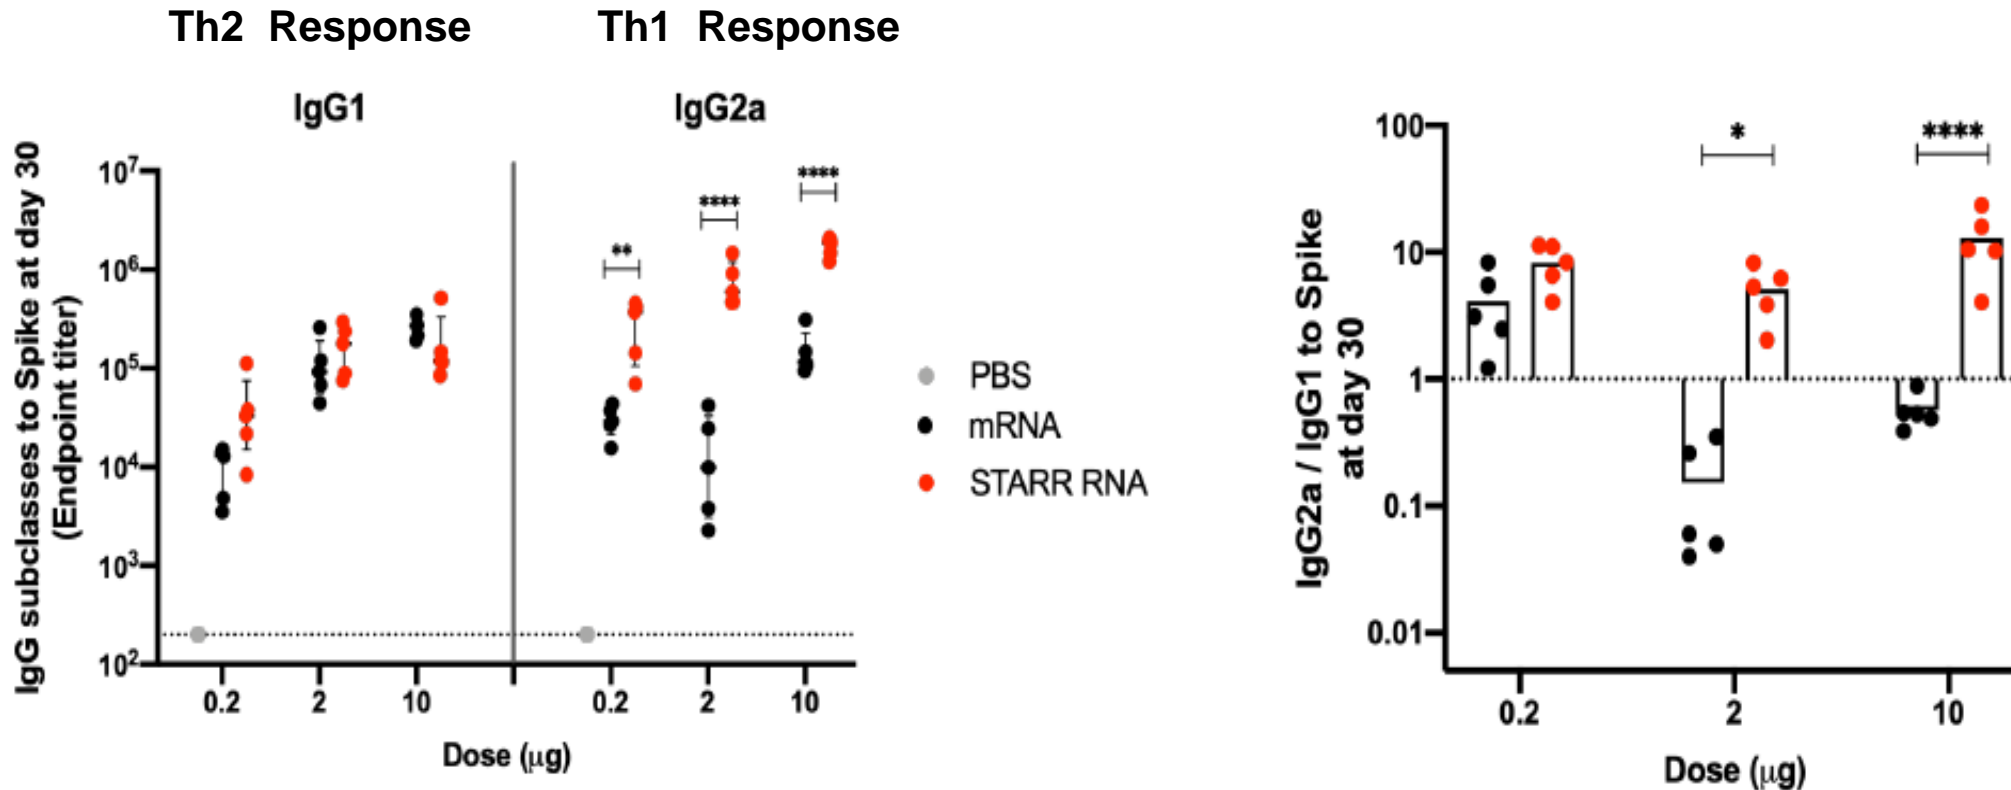 Th2 Response
Th1 Response
IgG1
IgG2a
IgG subclasses to Spike at day 30
(Endpoint titer)
10⁷
10⁶
10⁵
10⁴
10³
10²
**
****
****
0.2
2
10
0.2
2
10
Dose (μg)
PBS
mRNA
STARR RNA
IgG2a / IgG1 to Spike
at day 30
100
10
1
0.1
0.01
*
****
0.2
2
10
Dose (μg)